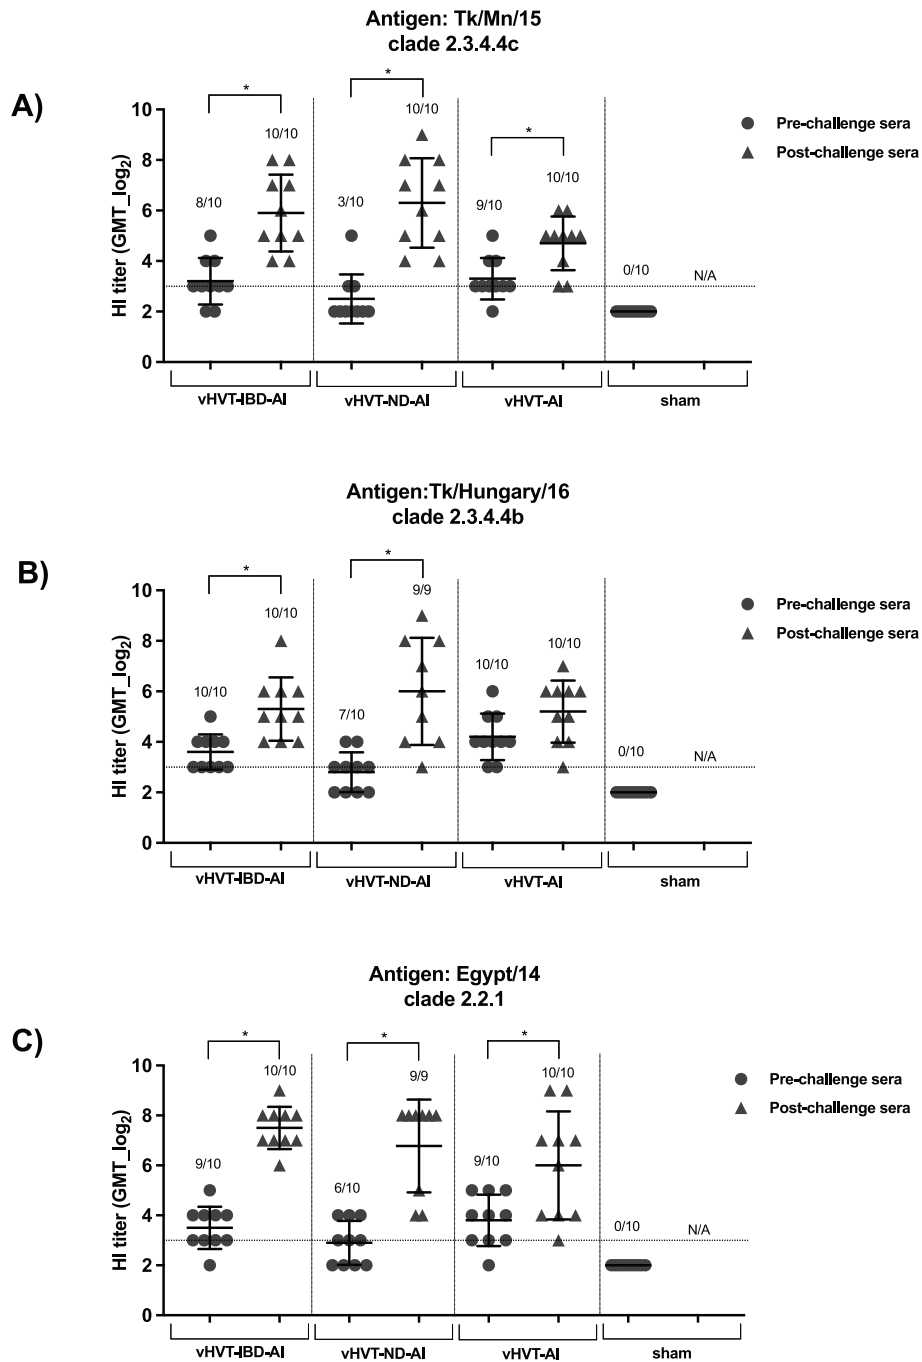 Antigen: Tk/Mn/15
clade 2.3.4.4c
A)
HI titer (GMT_log2)
10
8
6
4
2
0
*
*
*
8/10
10/10
3/10
10/10
9/10
10/10
0/10
N/A
Pre-challenge sera
Post-challenge sera
vHVT-IBD-AI
vHVT-ND-AI
vHVT-AI
sham
Antigen:Tk/Hungary/16
clade 2.3.4.4b
B)
HI titer (GMT_log2)
10
8
6
4
2
0
*
*
10/10
10/10
7/10
9/9
10/10
10/10
0/10
N/A
Pre-challenge sera
Post-challenge sera
vHVT-IBD-AI
vHVT-ND-AI
vHVT-AI
sham
Antigen: Egypt/14
clade 2.2.1
C)
HI titer (GMT_log2)
10
8
6
4
2
0
*
*
*
9/10
10/10
6/10
9/9
9/10
10/10
0/10
N/A
Pre-challenge sera
Post-challenge sera
vHVT-IBD-AI
vHVT-ND-AI
vHVT-AI
sham